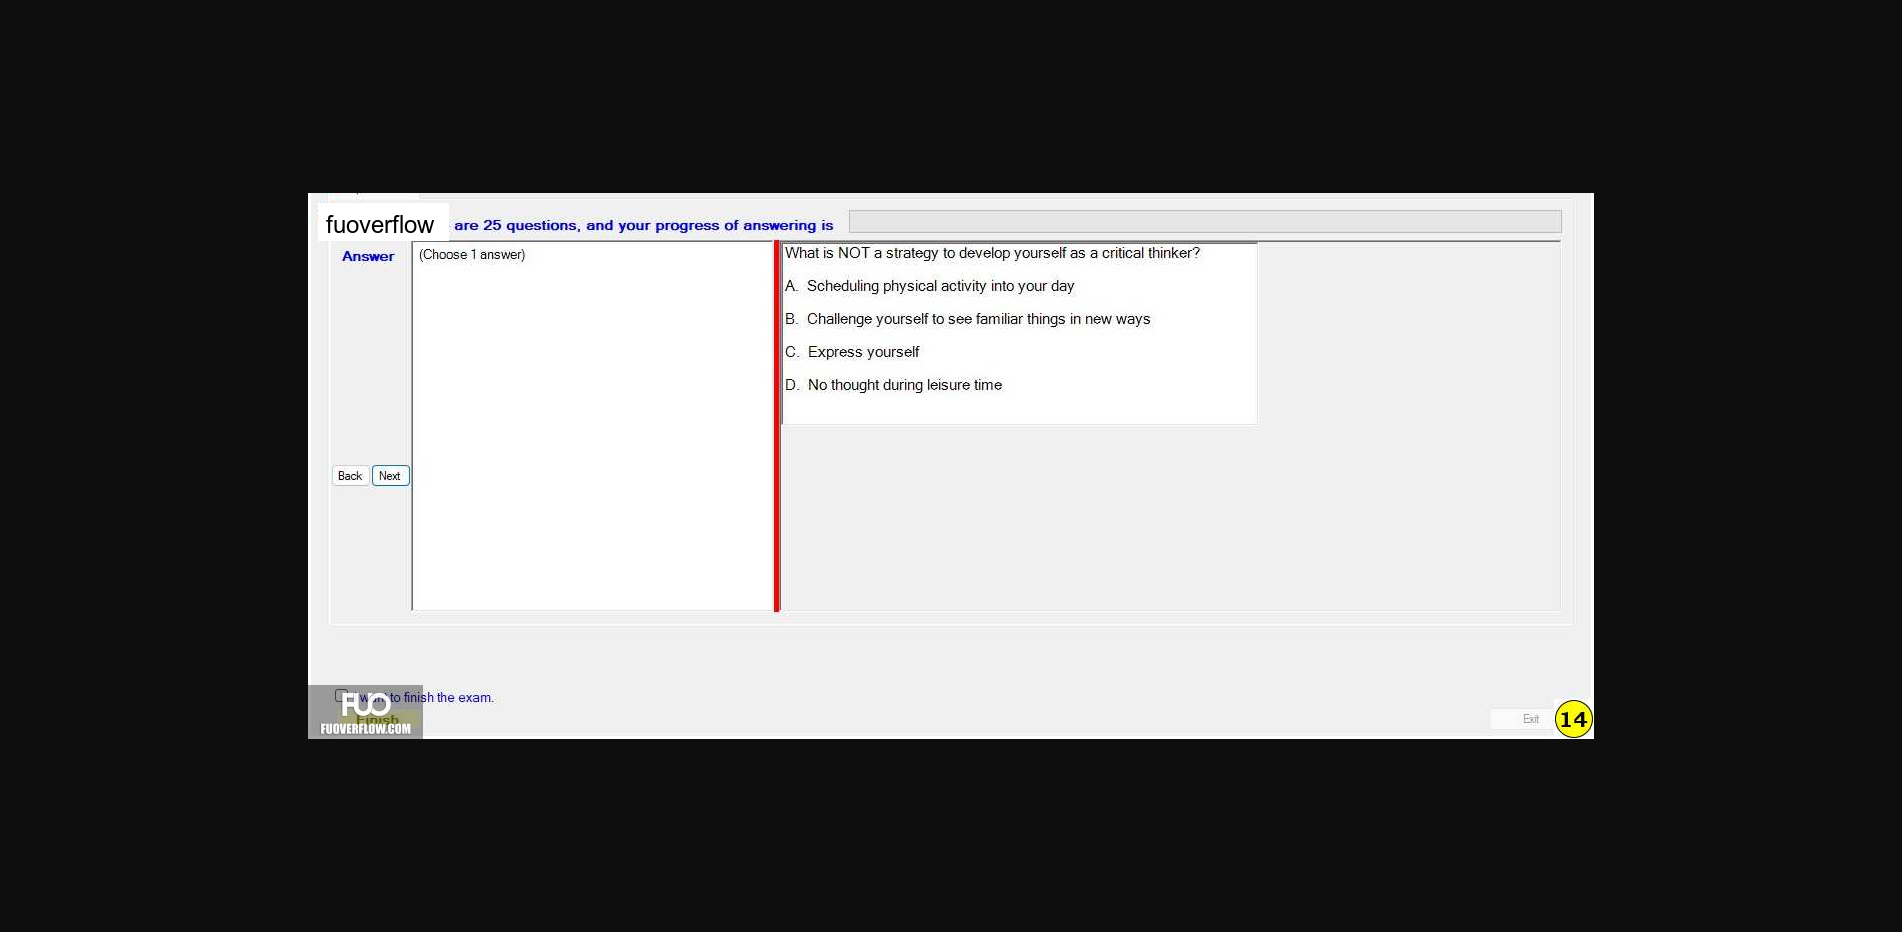 fuoverflow are 25 questions, and your progress of answering is
Answer
(Choose 1 answer)
What is NOT a strategy to develop yourself as a critical thinker?
A. Scheduling physical activity into your day
B. Challenge yourself to see familiar things in new ways
C. Express yourself
D. No thought during leisure time
Back Next
want to finish the exam.
FUO
Finish
FUOVERFLOW.COM
Exit
14